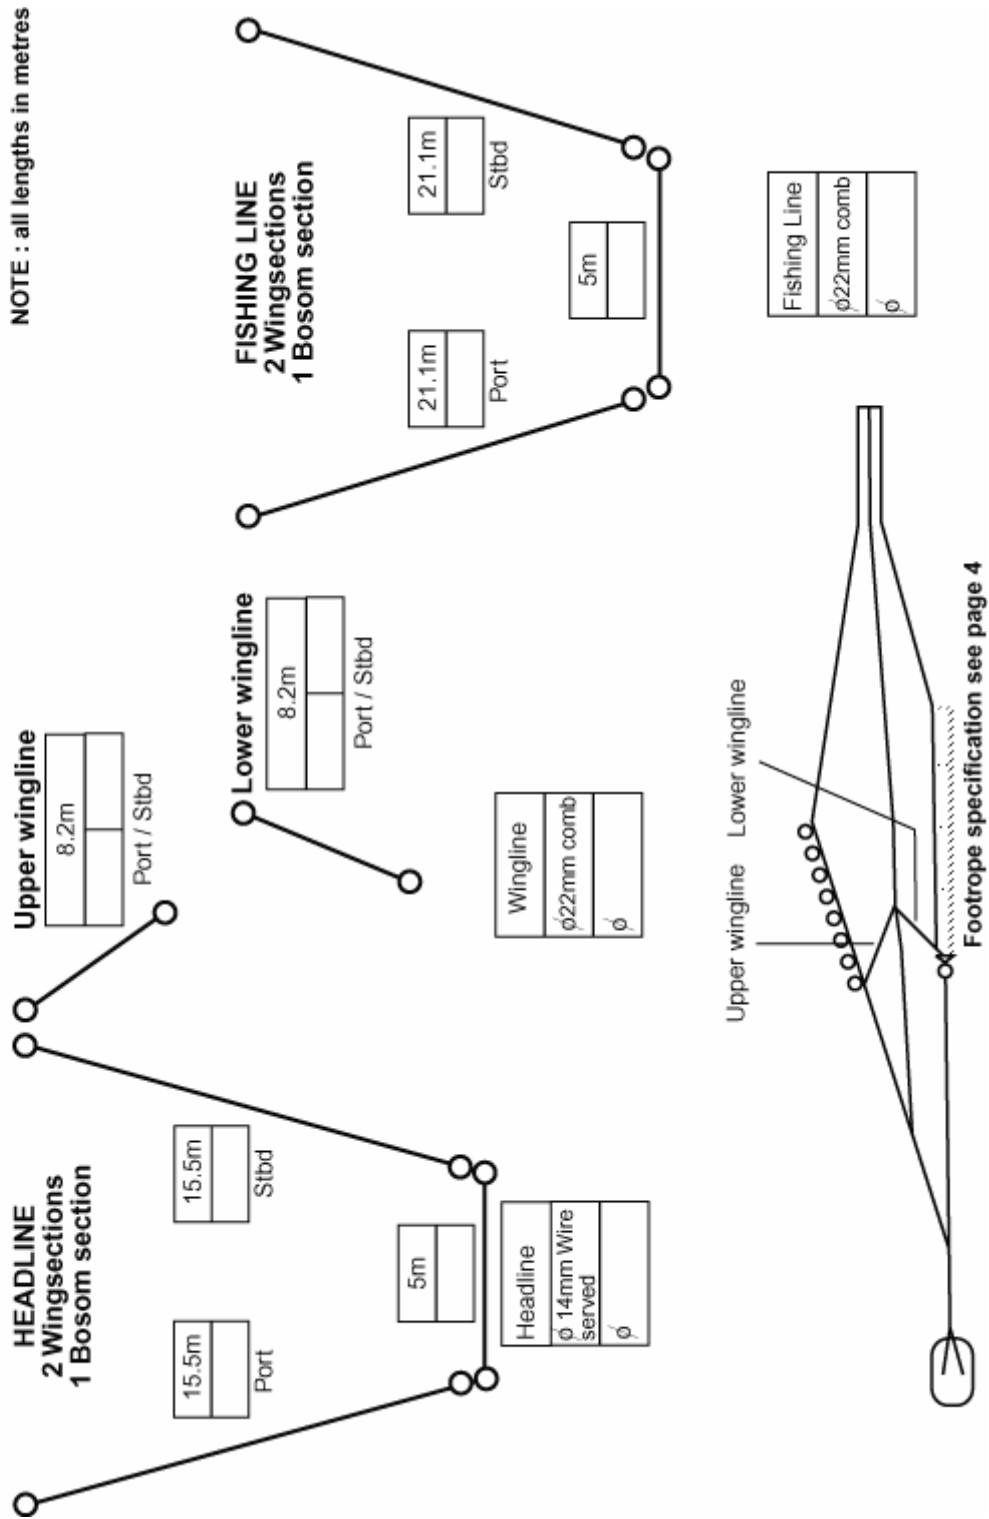 NOTE : all lengths in metres
HEADLINE
2 Wingsections
1 Bosom section
15.5m
Port
15.5m
Stbd
5m
Headline
ϕ 14mm Wire
served
ϕ
Upper wingline
8.2m
Port / Stbd
Lower wingline
8.2m
Port / Stbd
Wingline
ϕ22mm comb
ϕ
FISHING LINE
2 Wingsections
1 Bosom section
21.1m
Port
21.1m
Stbd
5m
Fishing Line
ϕ22mm comb
ϕ
Upper wingline
Lower wingline
Footrope specification see page 4